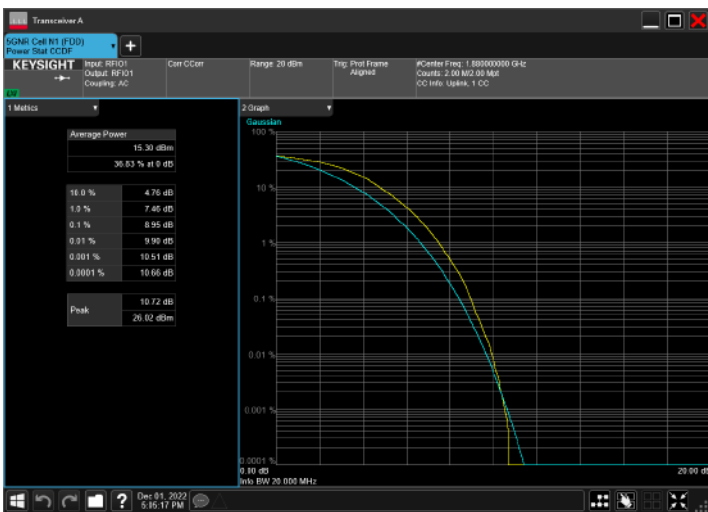 Transceiver A
5GNR Cell N1 (FDD)
Power Stat CCDF
KEYSIGHT
Input: RFIO1
Output: RFIO1
Coupling: AC
Corr CCorr
Range: 20 dBm
Trig: Prot Frame
Aligned
#Center Freq: 1.880000000 GHz
Counts: 2.00 M/2.00 Mpt
CC Info: Uplink, 1 CC
1 Metrics
Average Power
15.30 dBm
36.83 % at 0 dB
10.0 % 4.76 dB
1.0 % 7.46 dB
0.1 % 8.95 dB
0.01 % 9.90 dB
0.001 % 10.51 dB
0.0001 % 10.66 dB
Peak
10.72 dB
26.02 dBm
2 Graph
Gaussian
100 %
10 %
1 %
0.1 %
0.01 %
0.001 %
0.0001 %
0.00 dB
20.00 dB
Info BW 20.000 MHz
Dec 01, 2022
5:35:17 PM